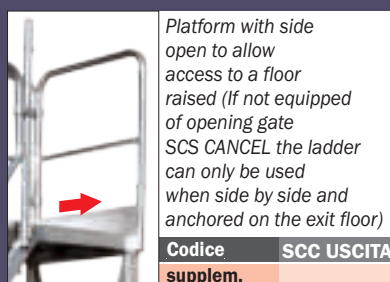 Platform with side
open to allow
access to a floor
raised (If not equipped
of opening gate
SCS CANCEL the ladder
can only be used
when side by side and
anchored on the exit floor)
Codice SCC USCITA
supplem.